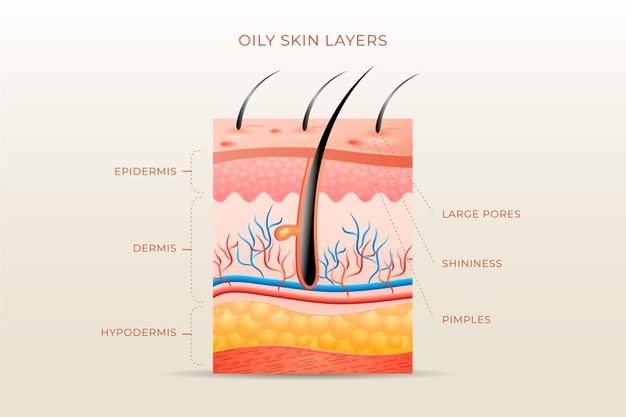 OILY SKIN LAYERS
EPIDERMIS
DERMIS
HYPODERMIS
LARGE PORES
SHININESS
PIMPLES